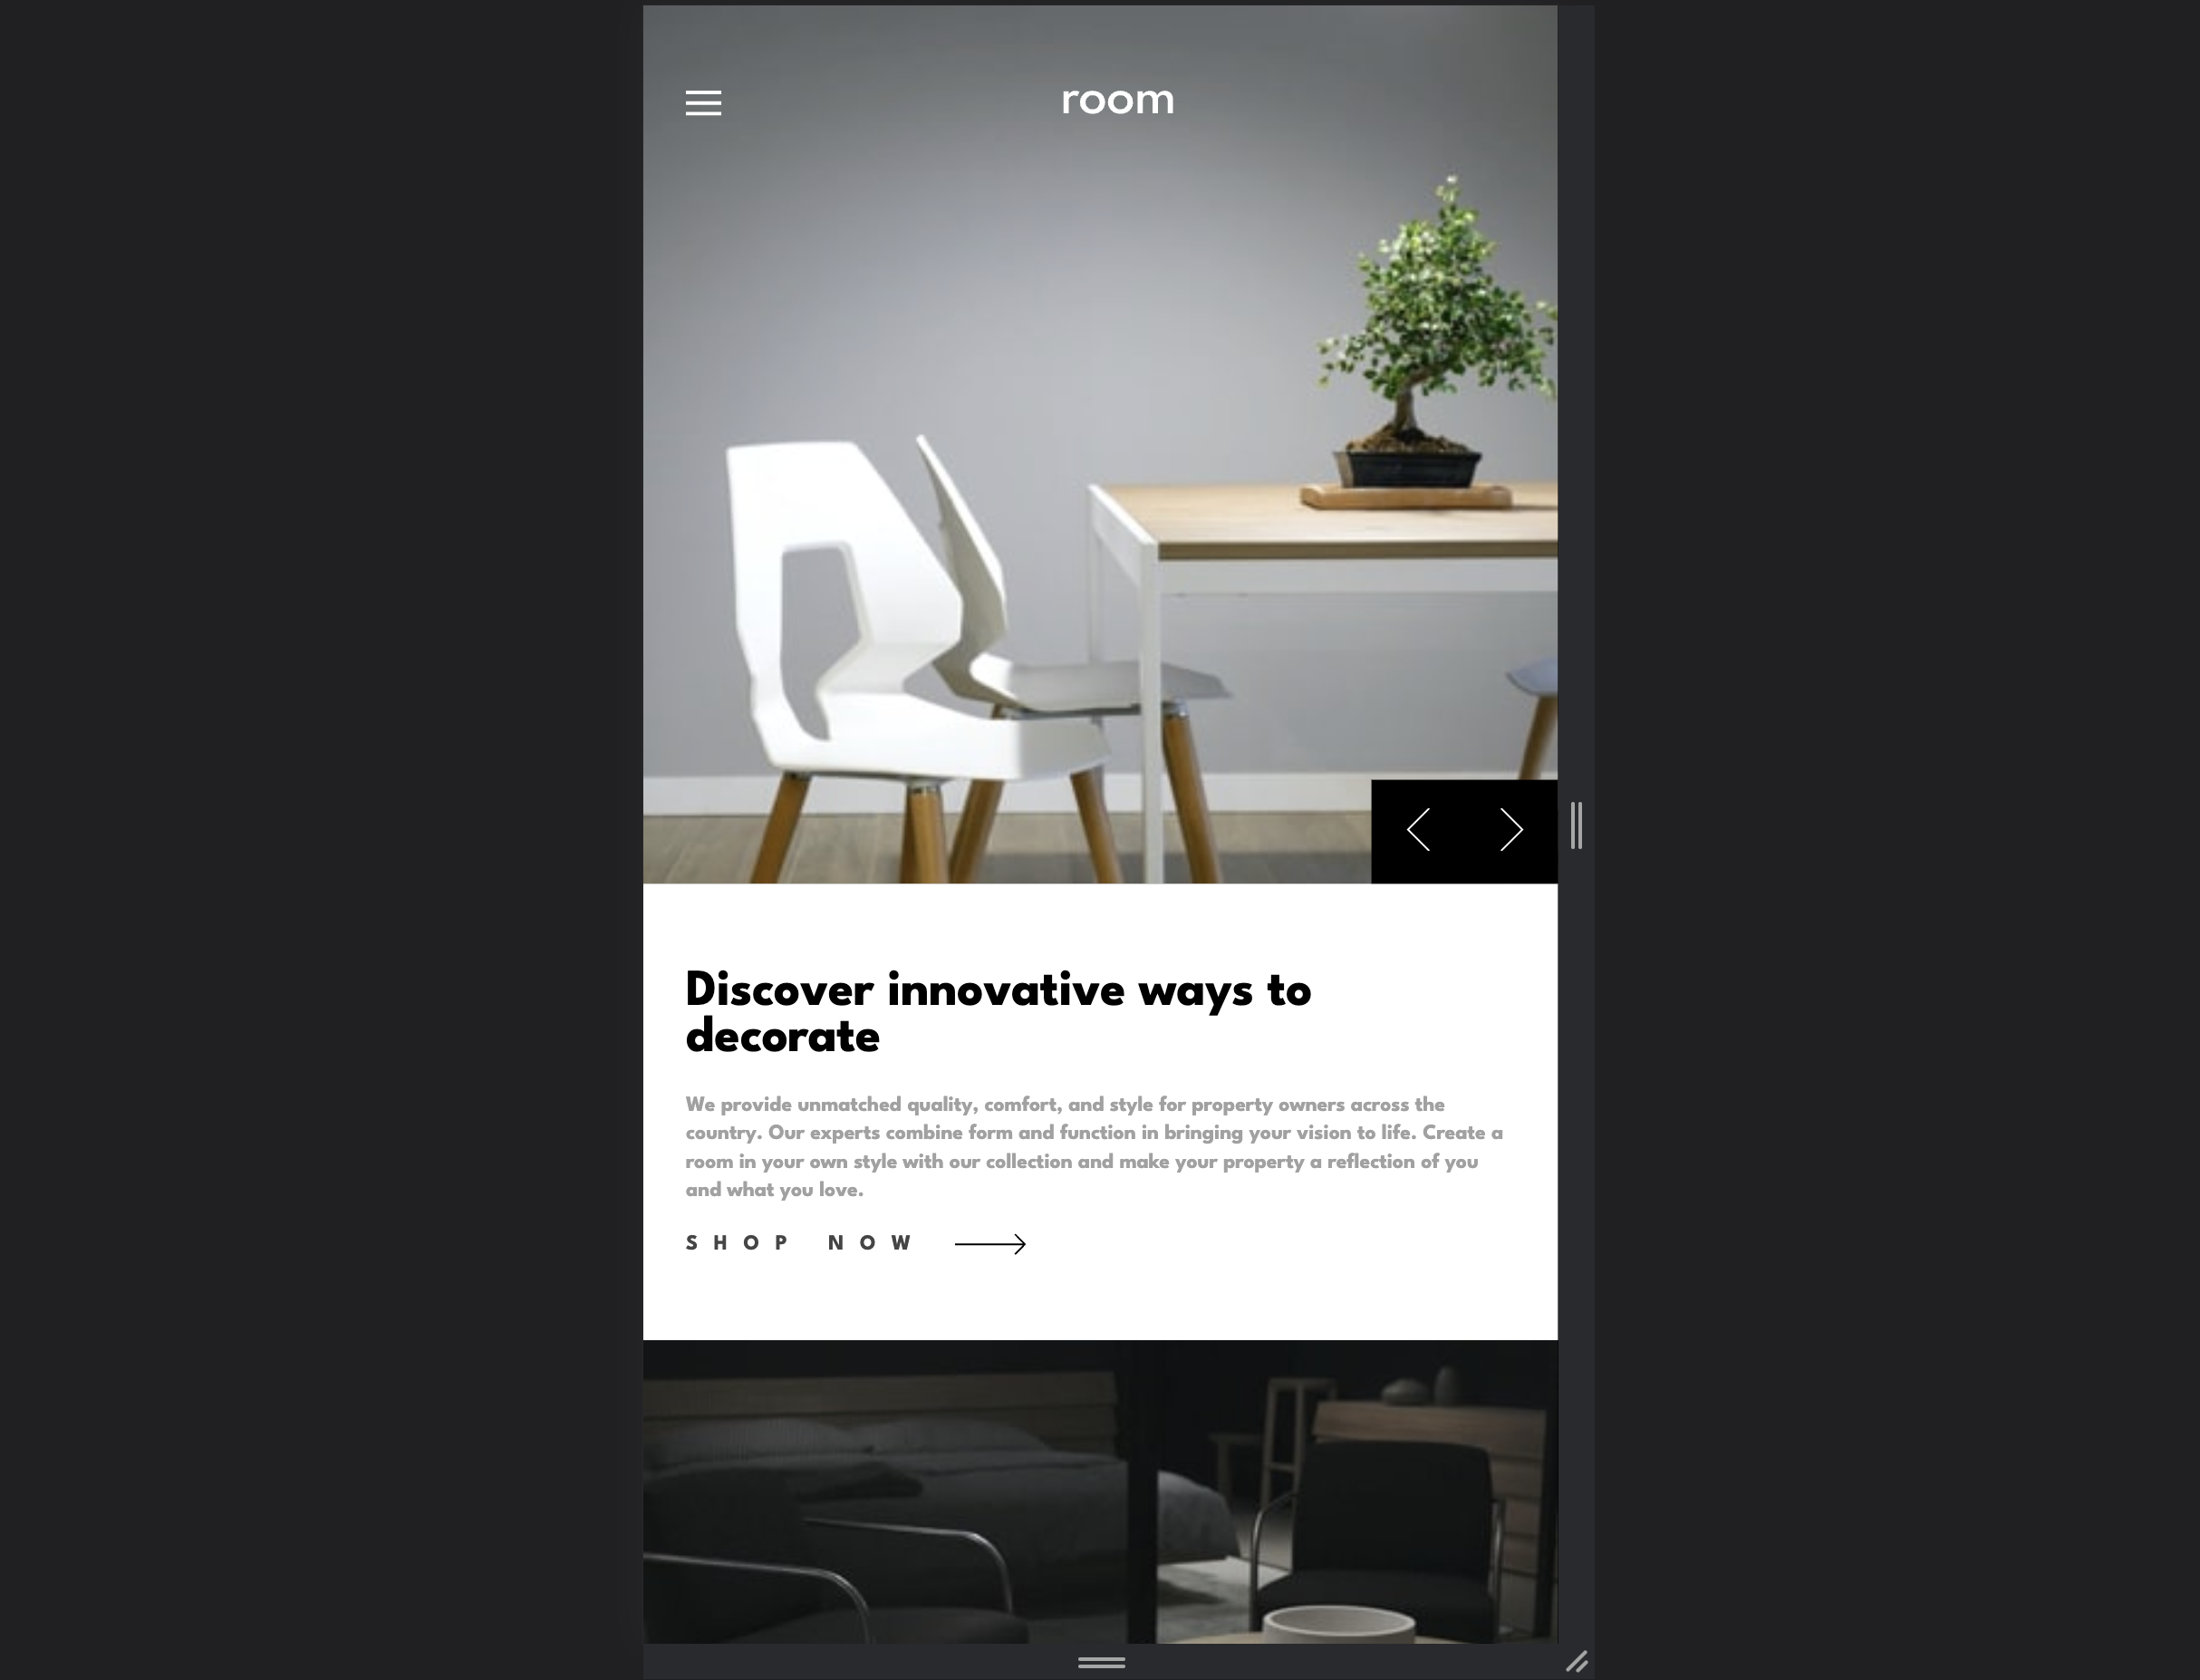 room
Discover innovative ways to
decorate
We provide unmatched quality, comfort, and style for property owners across the
country. Our experts combine form and function in bringing your vision to life. Create a
room in your own style with our collection and make your property a reflection of you
and what you love.
SHOP NOW